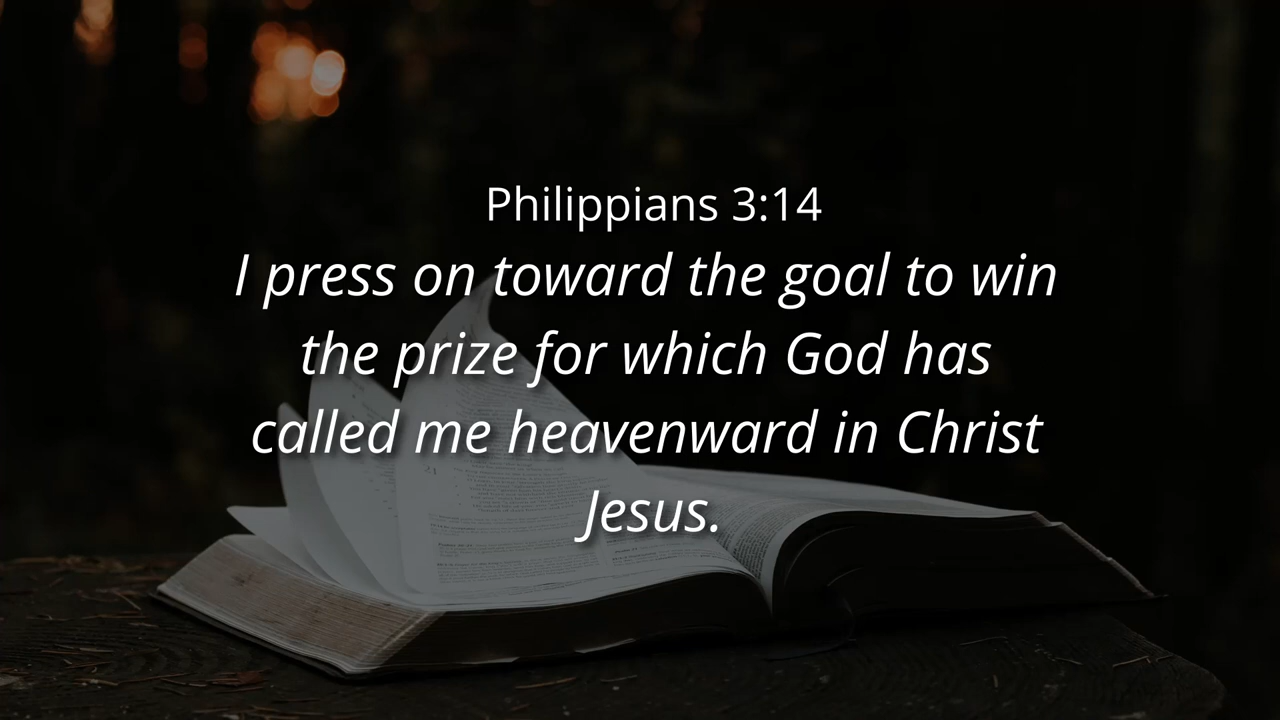 Philippians 3:14
I press on toward the goal to win
the prize for which God has
called me heavenward in Christ
Jesus.